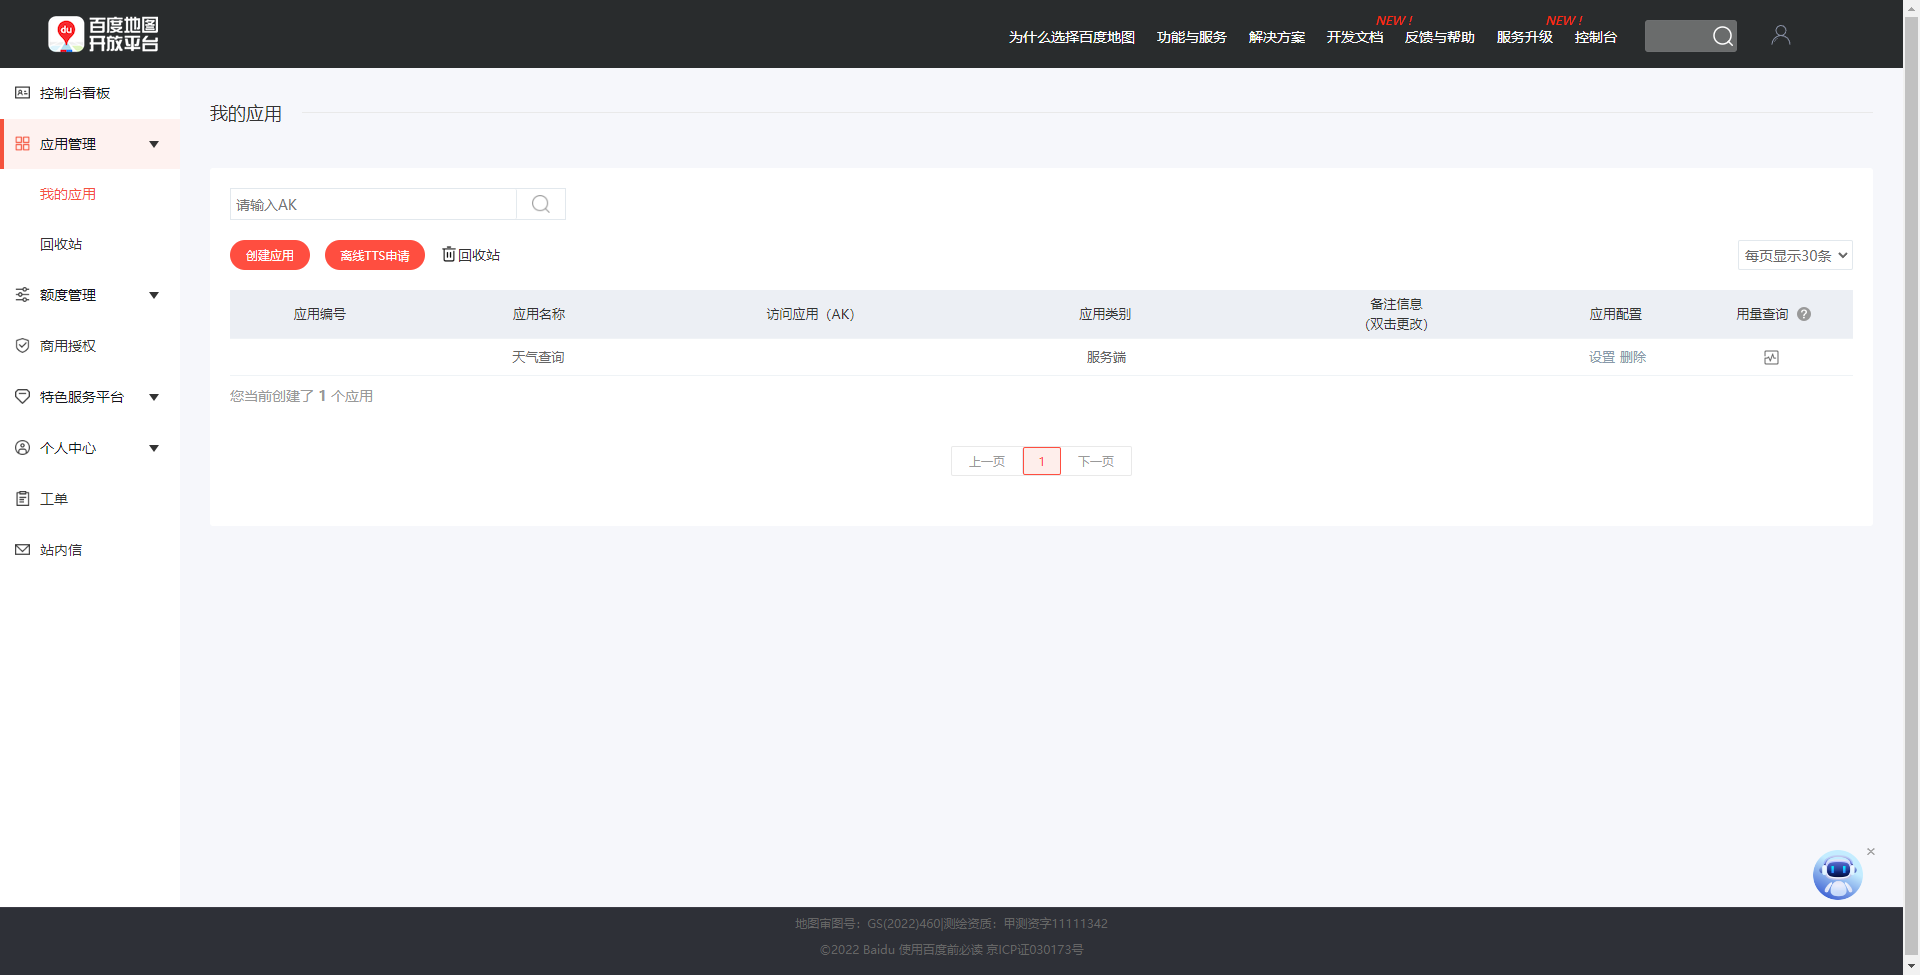 du 百度地图
开放平台
为什么选择百度地图 功能与服务 解决方案 开发文档 NEW ! 反馈与帮助 服务升级 NEW ! 控制台
控制台看板
应用管理
我的应用
回收站
额度管理
商用授权
特色服务平台
个人中心
工单
站内信
我的应用
请输入AK
创建应用 离线TTS申请 回收站 每页显示30条
应用编号 应用名称 访问应用（AK） 应用类别 备注信息 应用配置 用量查询 ?
（双击更改）
天气查询 服务端 设置 删除
您当前创建了 1 个应用
上一页 1 下一页
地图审图号：GS(2022)460|测绘资质：甲测资字11111342
©2022 Baidu 使用百度前必读 京ICP证030173号